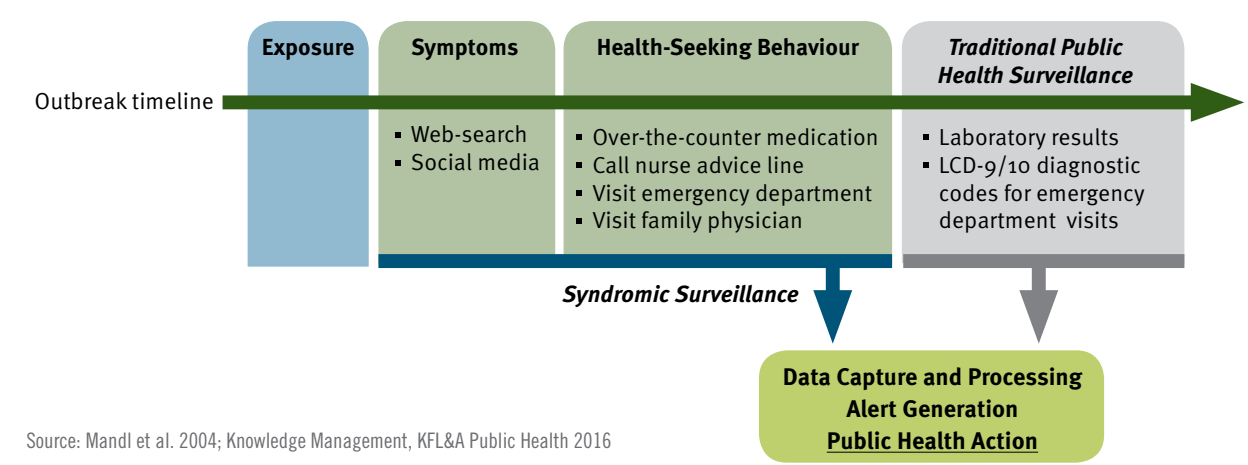 Exposure
Symptoms
Health-Seeking Behaviour
Traditional Public
Health Surveillance
Outbreak timeline
▪ Web-search
▪ Social media
▪ Over-the-counter medication
▪ Call nurse advice line
▪ Visit emergency department
▪ Visit family physician
▪ Laboratory results
▪ LCD-9/10 diagnostic
codes for emergency
department visits
Syndromic Surveillance
Data Capture and Processing
Alert Generation
Public Health Action
Source: Mandl et al. 2004; Knowledge Management, KFL&A Public Health 2016